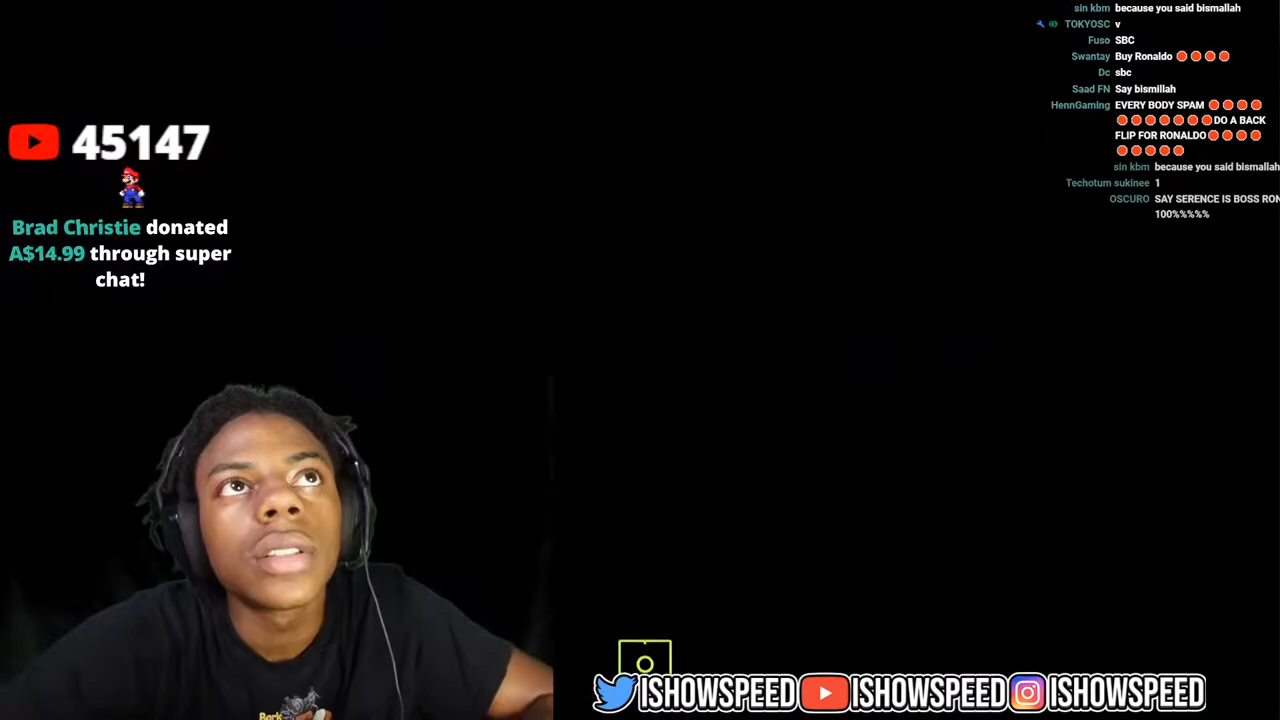 sin kbm because you said bismallah
TOKYOSC v
Fuso SBC
Swantay Buy Ronaldo
Dc sbc
Saad FN Say bismillah
HennGaming EVERY BODY SPAM
DO A BACK
FLIP FOR RONALDO
sin kbm because you said bismallah
Techotum sukinee 1
OSCURO SAY SERENCE IS BOSS RON
100%%%%%
45147
Brad Christie donated
A$14.99 through super
chat!
ISHOWSPEED ISHOWSPEED ISHOWSPEED